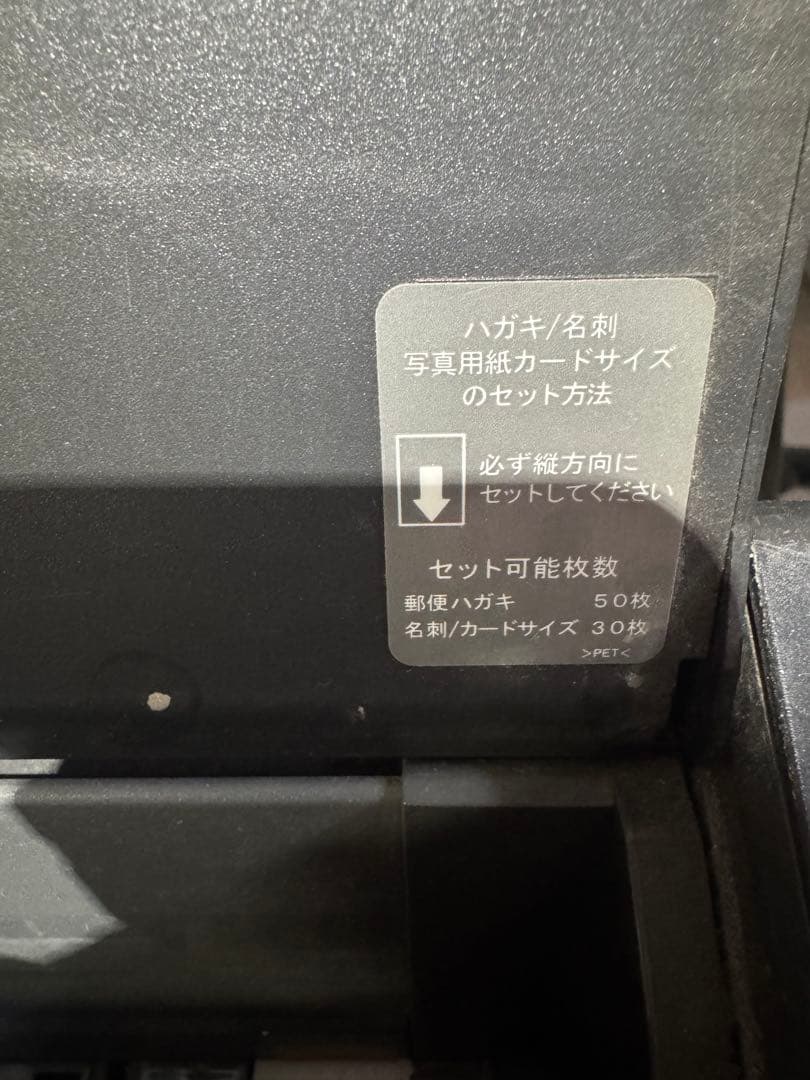 ハガキ/名刺
写真用紙カードサイズ
のセット方法
必ず縦方向に
セットしてください
セット可能枚数
郵便ハガキ 50枚
名刺/カードサイズ 30枚
>PET<